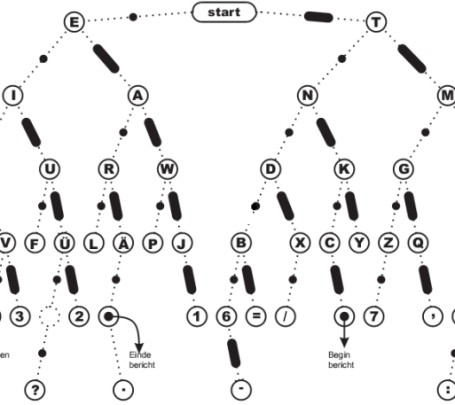 start
E T
I A N M
U R W D K G
V F Ü L Ä P J B X C Y Z Q
3 2 1 6 = / 7 ,
en Einde Begin
bericht bericht
? . - :